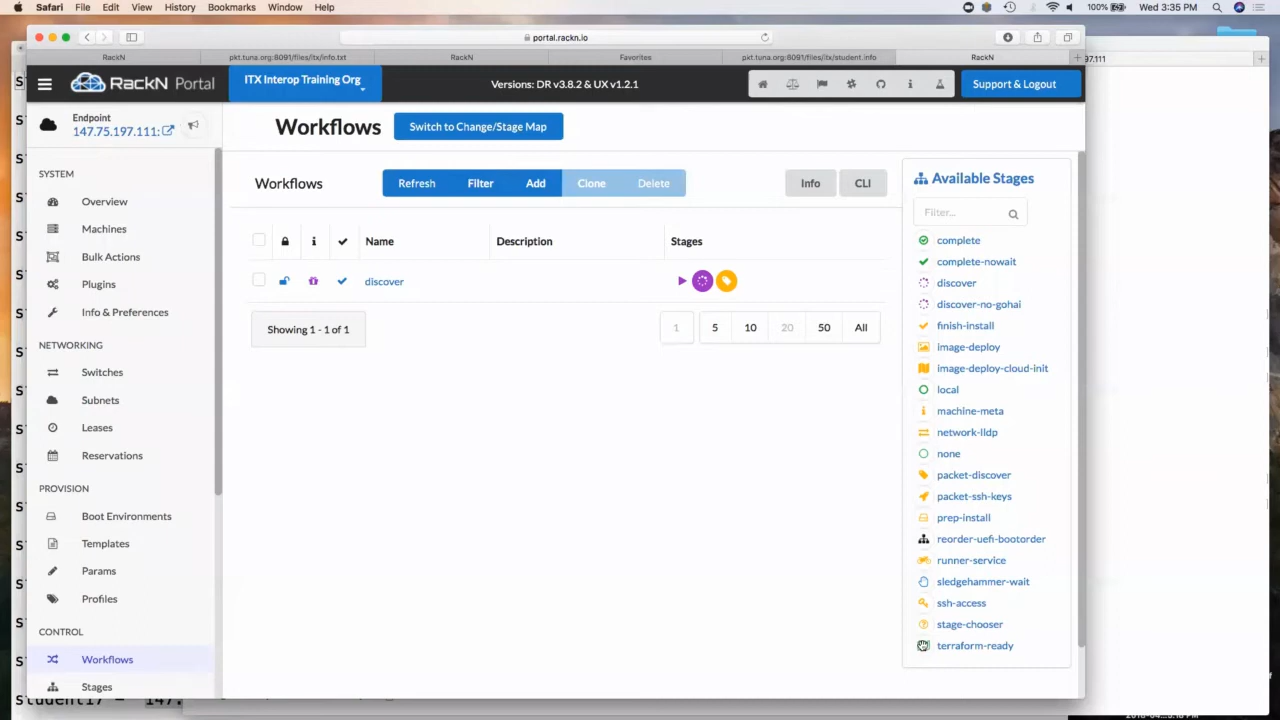 Safari File Edit View History Bookmarks Window Help 100% Wed 3:35 PM
portal.rackn.io
RackN pkt.tuna.org:8091/files/itx/info.txt RackN Favorites pkt.tuna.org:8091/files/itx/student.info RackN
97.111
RackN Portal
ITX Interop Training Org
Versions: DR v3.8.2 & UX v1.2.1
Support & Logout
Endpoint
147.75.197.111:
Workflows
Switch to Change/Stage Map
SYSTEM
Overview
Machines
Bulk Actions
Plugins
Info & Preferences
NETWORKING
Switches
Subnets
Leases
Reservations
PROVISION
Boot Environments
Templates
Params
Profiles
CONTROL
Workflows
Stages
Workflows
Refresh Filter Add Clone Delete
Info CLI
Name Description Stages
discover
Showing 1 - 1 of 1
1 5 10 20 50 All
Available Stages
Filter...
complete
complete-nowait
discover
discover-no-gohai
finish-install
image-deploy
image-deploy-cloud-init
local
machine-meta
network-lldp
none
packet-discover
packet-ssh-keys
prep-install
reorder-uefi-bootorder
runner-service
sledgehammer-wait
ssh-access
stage-chooser
terraform-ready
student17 = 147.